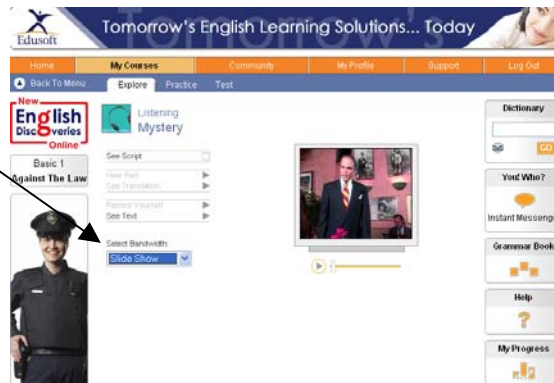 Edusoft
Tomorrow's English Learning Solutions... Today
Home
My Courses
Community
My Profile
Support
Log Out
Back To Menu
Explore
Practice
Test
New
English
Discoveries
Online
Basic 1
Against The Law
Listening
Mystery
See Script
Hear Part
See Translation
Record Yourself
See Text
Select Bandwidth:
Slide Show
Dictionary
GO
You! Who?
Instant Messenge
Grammar Book
Help
?
My Progress